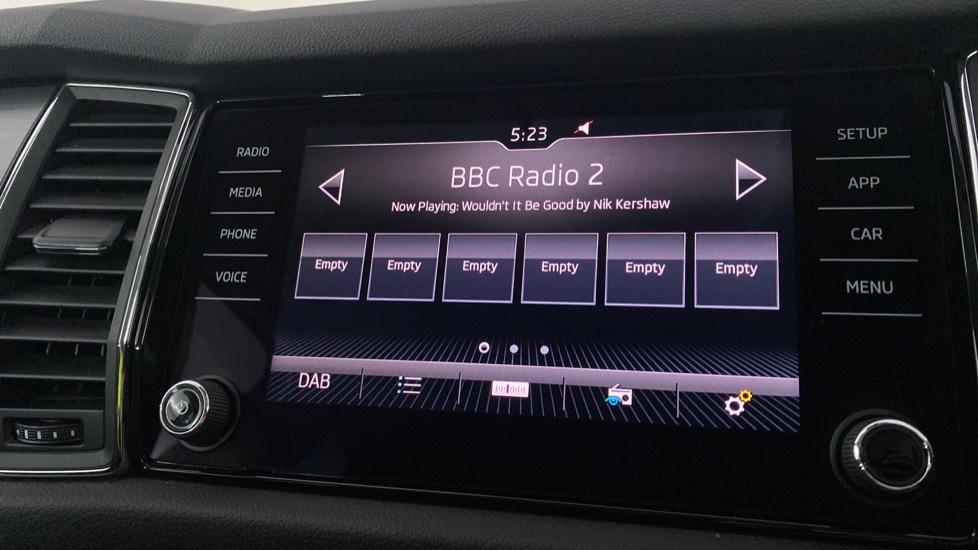 5:23
BBC Radio 2
Now Playing: Wouldn't It Be Good by Nik Kershaw
Empty Empty Empty Empty Empty Empty
DAB
RADIO
MEDIA
PHONE
VOICE
SETUP
APP
CAR
MENU